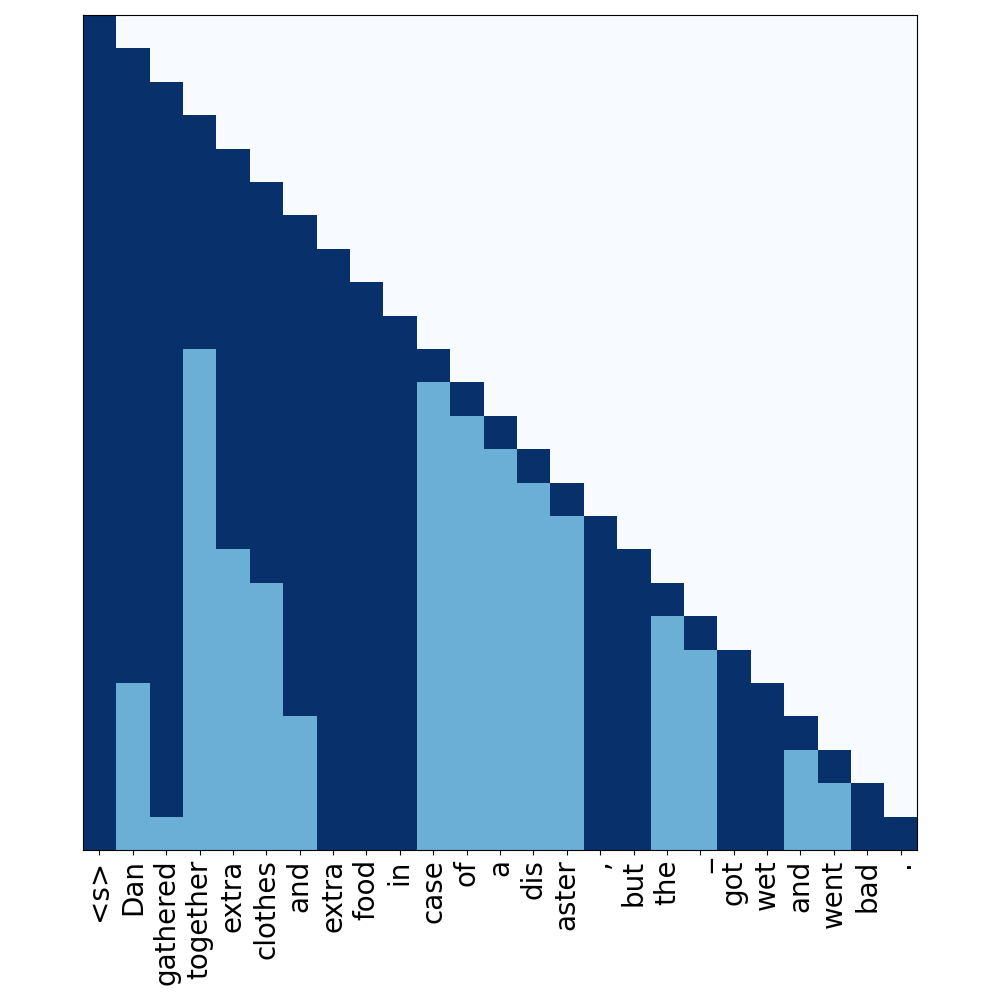 <s> Dan gathered together extra clothes and extra food in case of a dis aster , but the _ got wet and went bad .